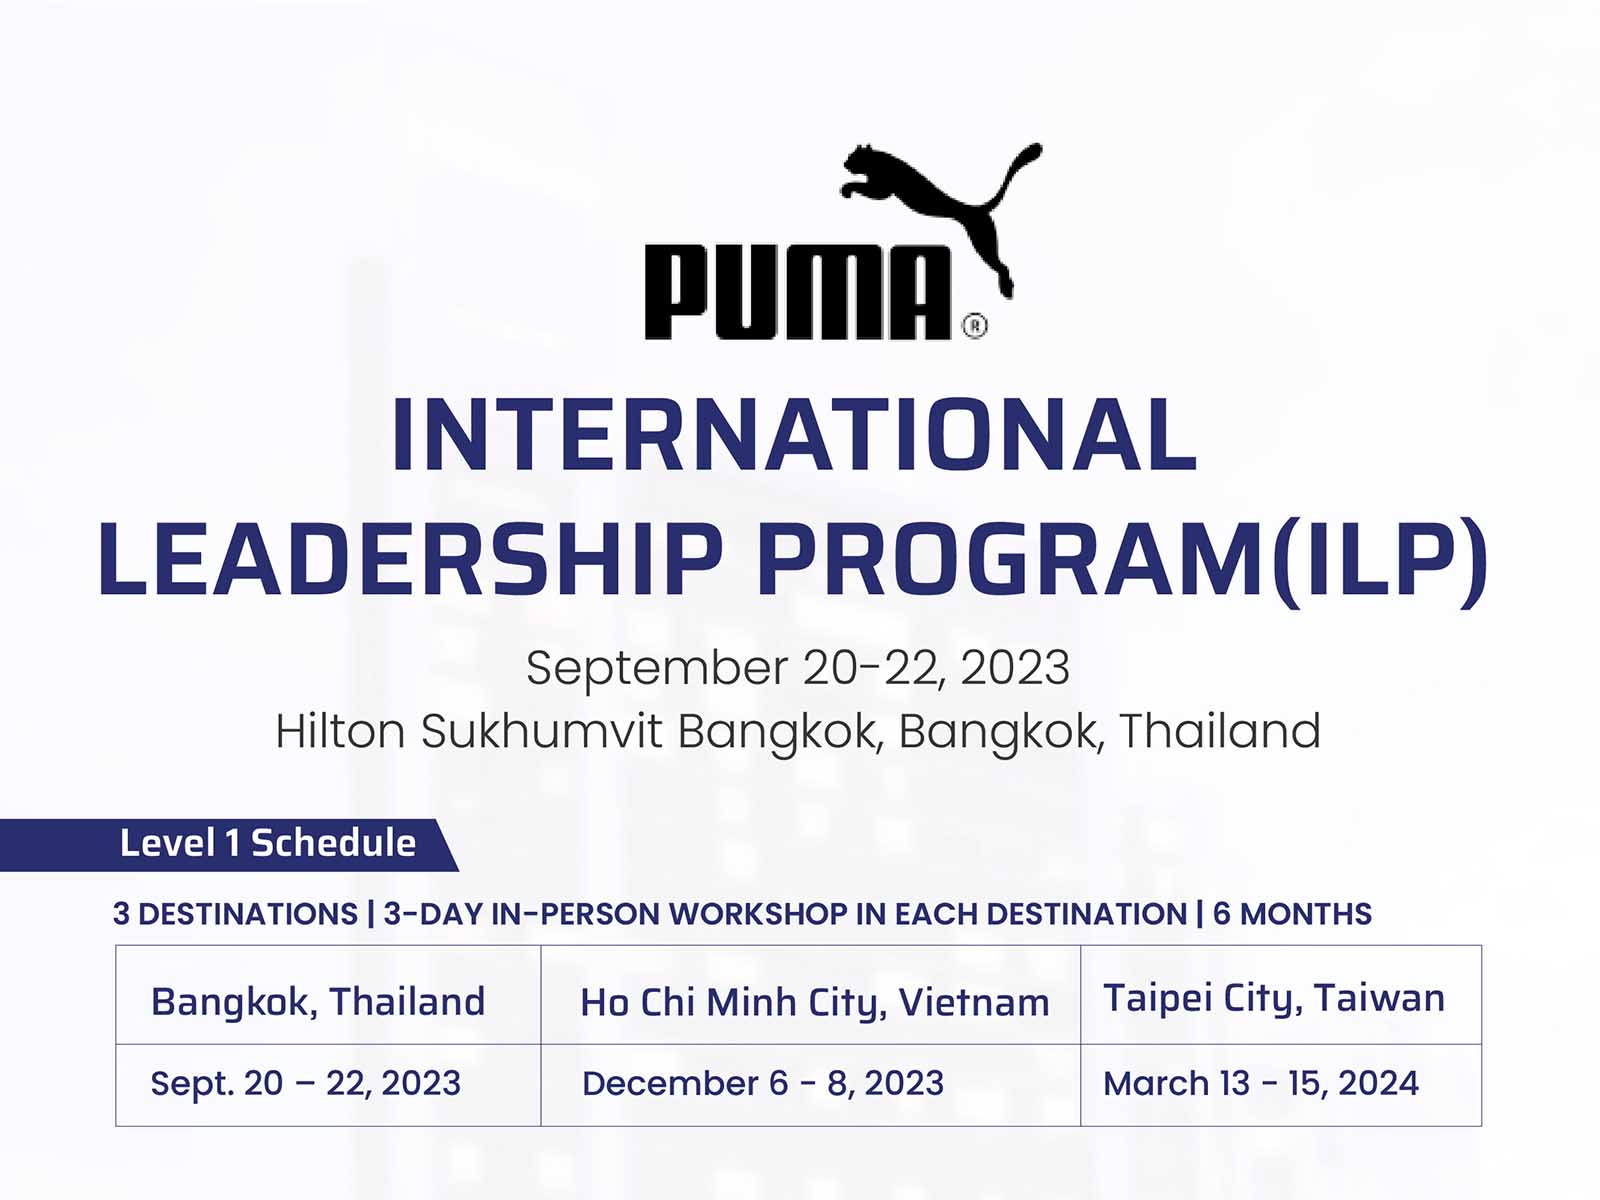 PUMA®
INTERNATIONAL
LEADERSHIP PROGRAM(ILP)
September 20-22, 2023
Hilton Sukhumvit Bangkok, Bangkok, Thailand
Level 1 Schedule
3 DESTINATIONS | 3-DAY IN-PERSON WORKSHOP IN EACH DESTINATION | 6 MONTHS
Bangkok, Thailand
Ho Chi Minh City, Vietnam
Taipei City, Taiwan
Sept. 20 – 22, 2023
December 6 - 8, 2023
March 13 - 15, 2024